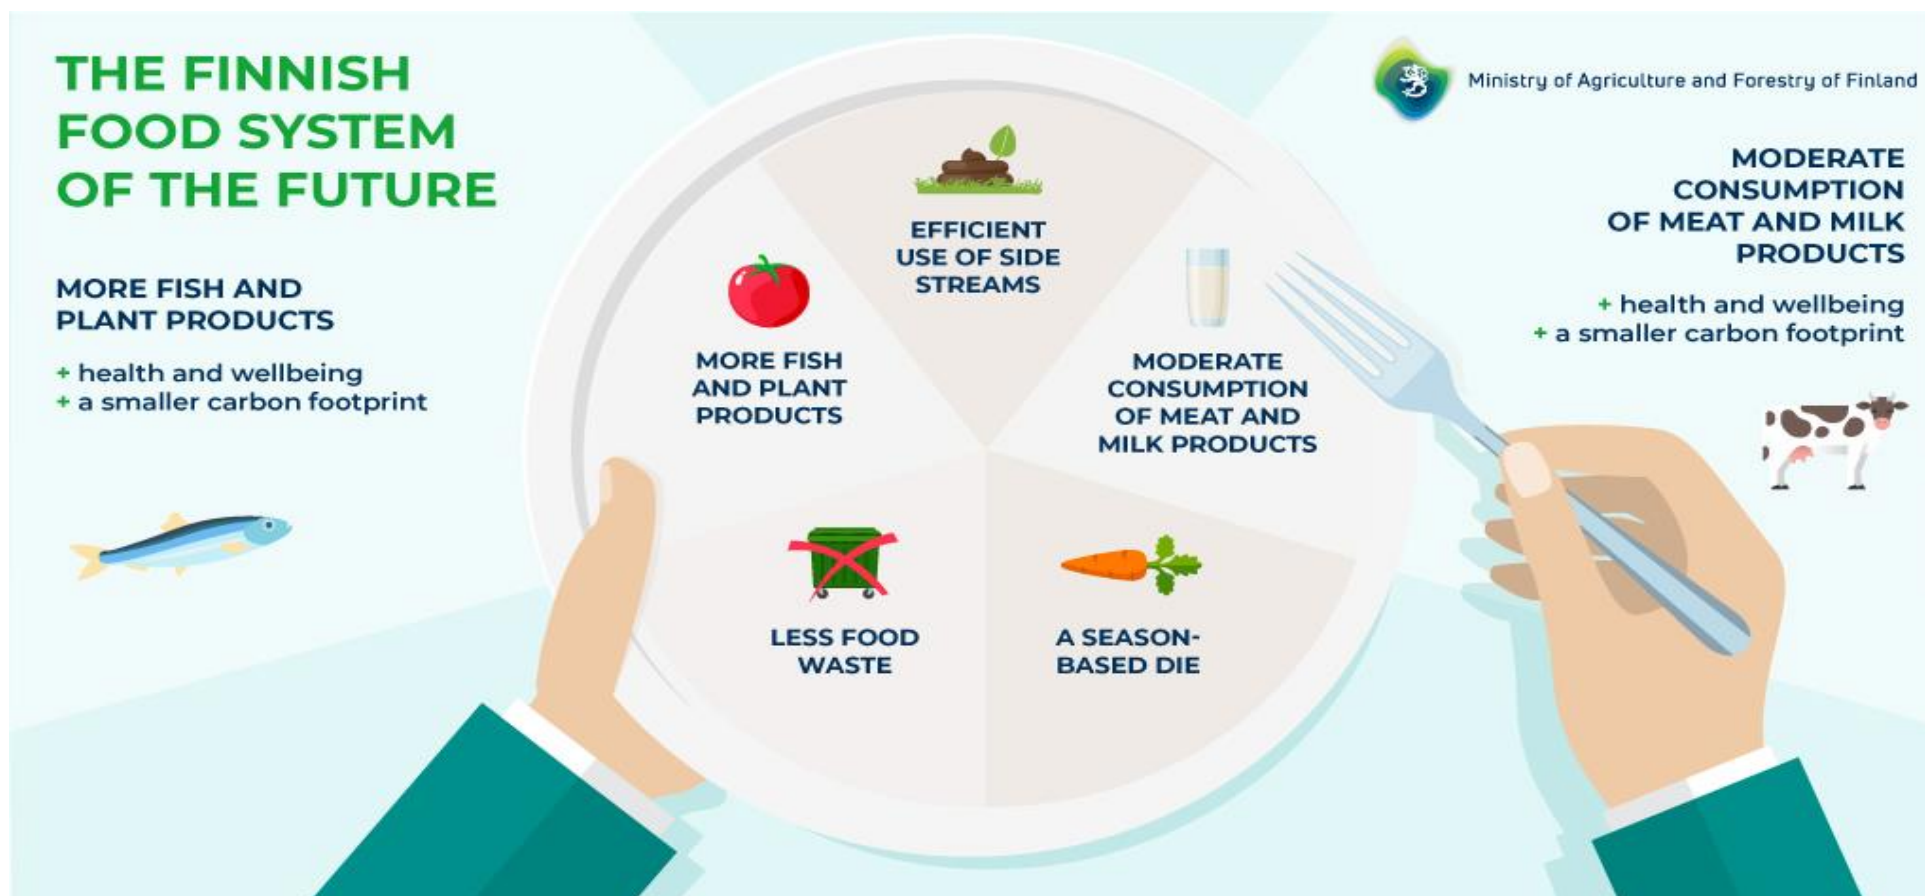 THE FINNISH
FOOD SYSTEM
OF THE FUTURE
MORE FISH AND
PLANT PRODUCTS
+ health and wellbeing
+ a smaller carbon footprint
EFFICIENT
USE OF SIDE
STREAMS
MORE FISH
AND PLANT
PRODUCTS
MODERATE
CONSUMPTION
OF MEAT AND
MILK PRODUCTS
LESS FOOD
WASTE
A SEASON-
BASED DIE
Ministry of Agriculture and Forestry of Finland
MODERATE
CONSUMPTION
OF MEAT AND MILK
PRODUCTS
+ health and wellbeing
+ a smaller carbon footprint